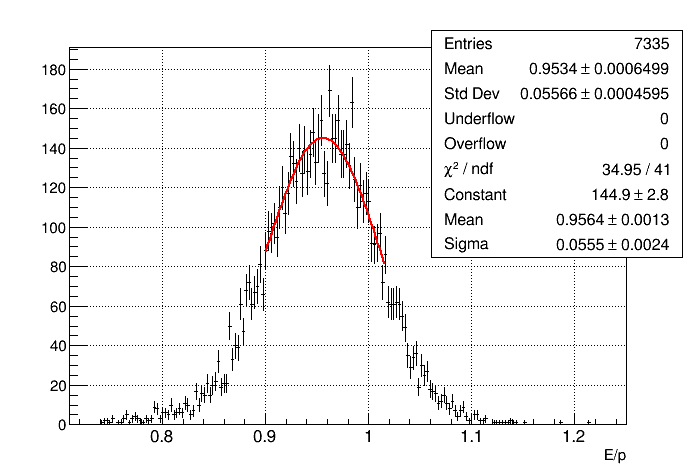 Entries 7335
Mean 0.9534 ± 0.0006499
Std Dev 0.05566 ± 0.0004595
Underflow 0
Overflow 0
χ² / ndf 34.95 / 41
Constant 144.9 ± 2.8
Mean 0.9564 ± 0.0013
Sigma 0.0555 ± 0.0024
180
160
140
120
100
80
60
40
20
0
0.8 0.9 1 1.1 1.2
E/p